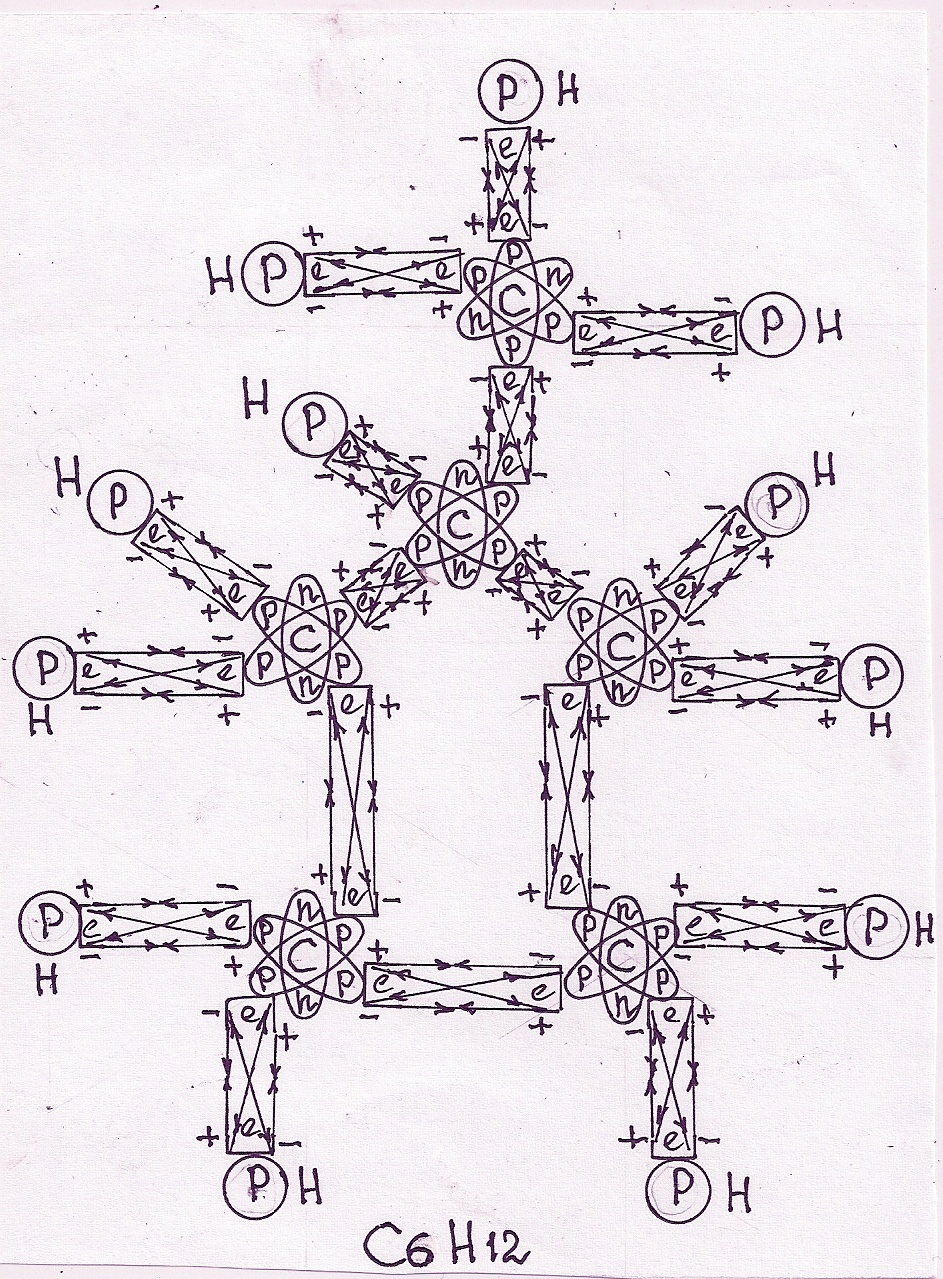 P H
- e +
+ e -
+ -
H P e e
- +
P n
P C n
n P
P
+ -
e e P H
- +
- e +
+ e -
H
P + e - e - +
n
P P
C
P P
n
H
P + e - e - +
H
P
- e +
+ e -
+ e - e - +
e + - e - +
n
P P
C
P P
n
n
P P
C
P P
n
+ -
P e e
H - +
+ -
e e P
- + H
- e +
+ e -
- e +
+ e -
+ -
P e e
H - +
n
P P
C
P P
n
+ -
e e
- +
n
P P
C
P P
n
+ -
e e P H
- +
- e +
+ e -
P H
- e +
+ e -
P H
C6H12